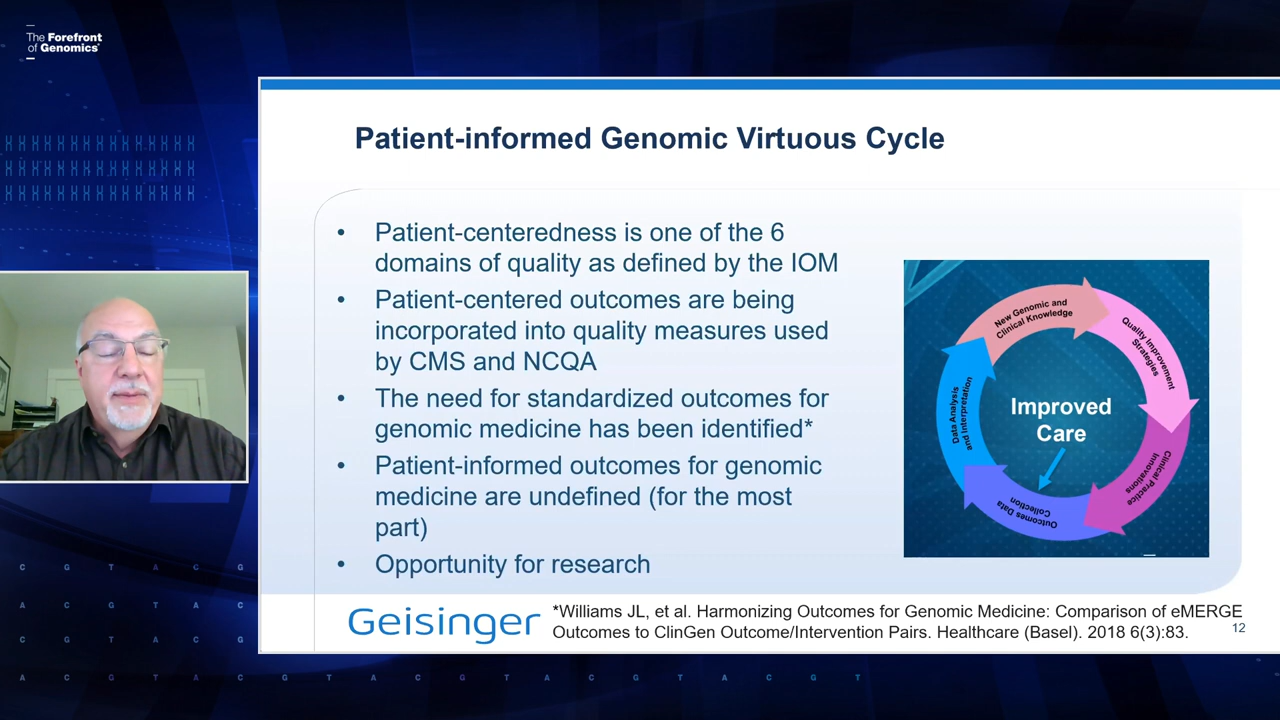 The Forefront
of Genomics®
Patient-informed Genomic Virtuous Cycle
• Patient-centeredness is one of the 6
domains of quality as defined by the IOM
• Patient-centered outcomes are being
incorporated into quality measures used
by CMS and NCQA
• The need for standardized outcomes for
genomic medicine has been identified*
• Patient-informed outcomes for genomic
medicine are undefined (for the most
part)
• Opportunity for research
New Genomic and
Clinical Knowledge
Quality Improvement
Strategies
Clinical Practice
Innovations
Outcomes Data
Collection
Data Analysis
and Interpretation
Improved
Care
Geisinger
*Williams JL, et al. Harmonizing Outcomes for Genomic Medicine: Comparison of eMERGE
Outcomes to ClinGen Outcome/Intervention Pairs. Healthcare (Basel). 2018 6(3):83.
12
C G T A C G
A C G T A C
A C G T A C G
A C G T A C G T A C G T A C G T A C G T